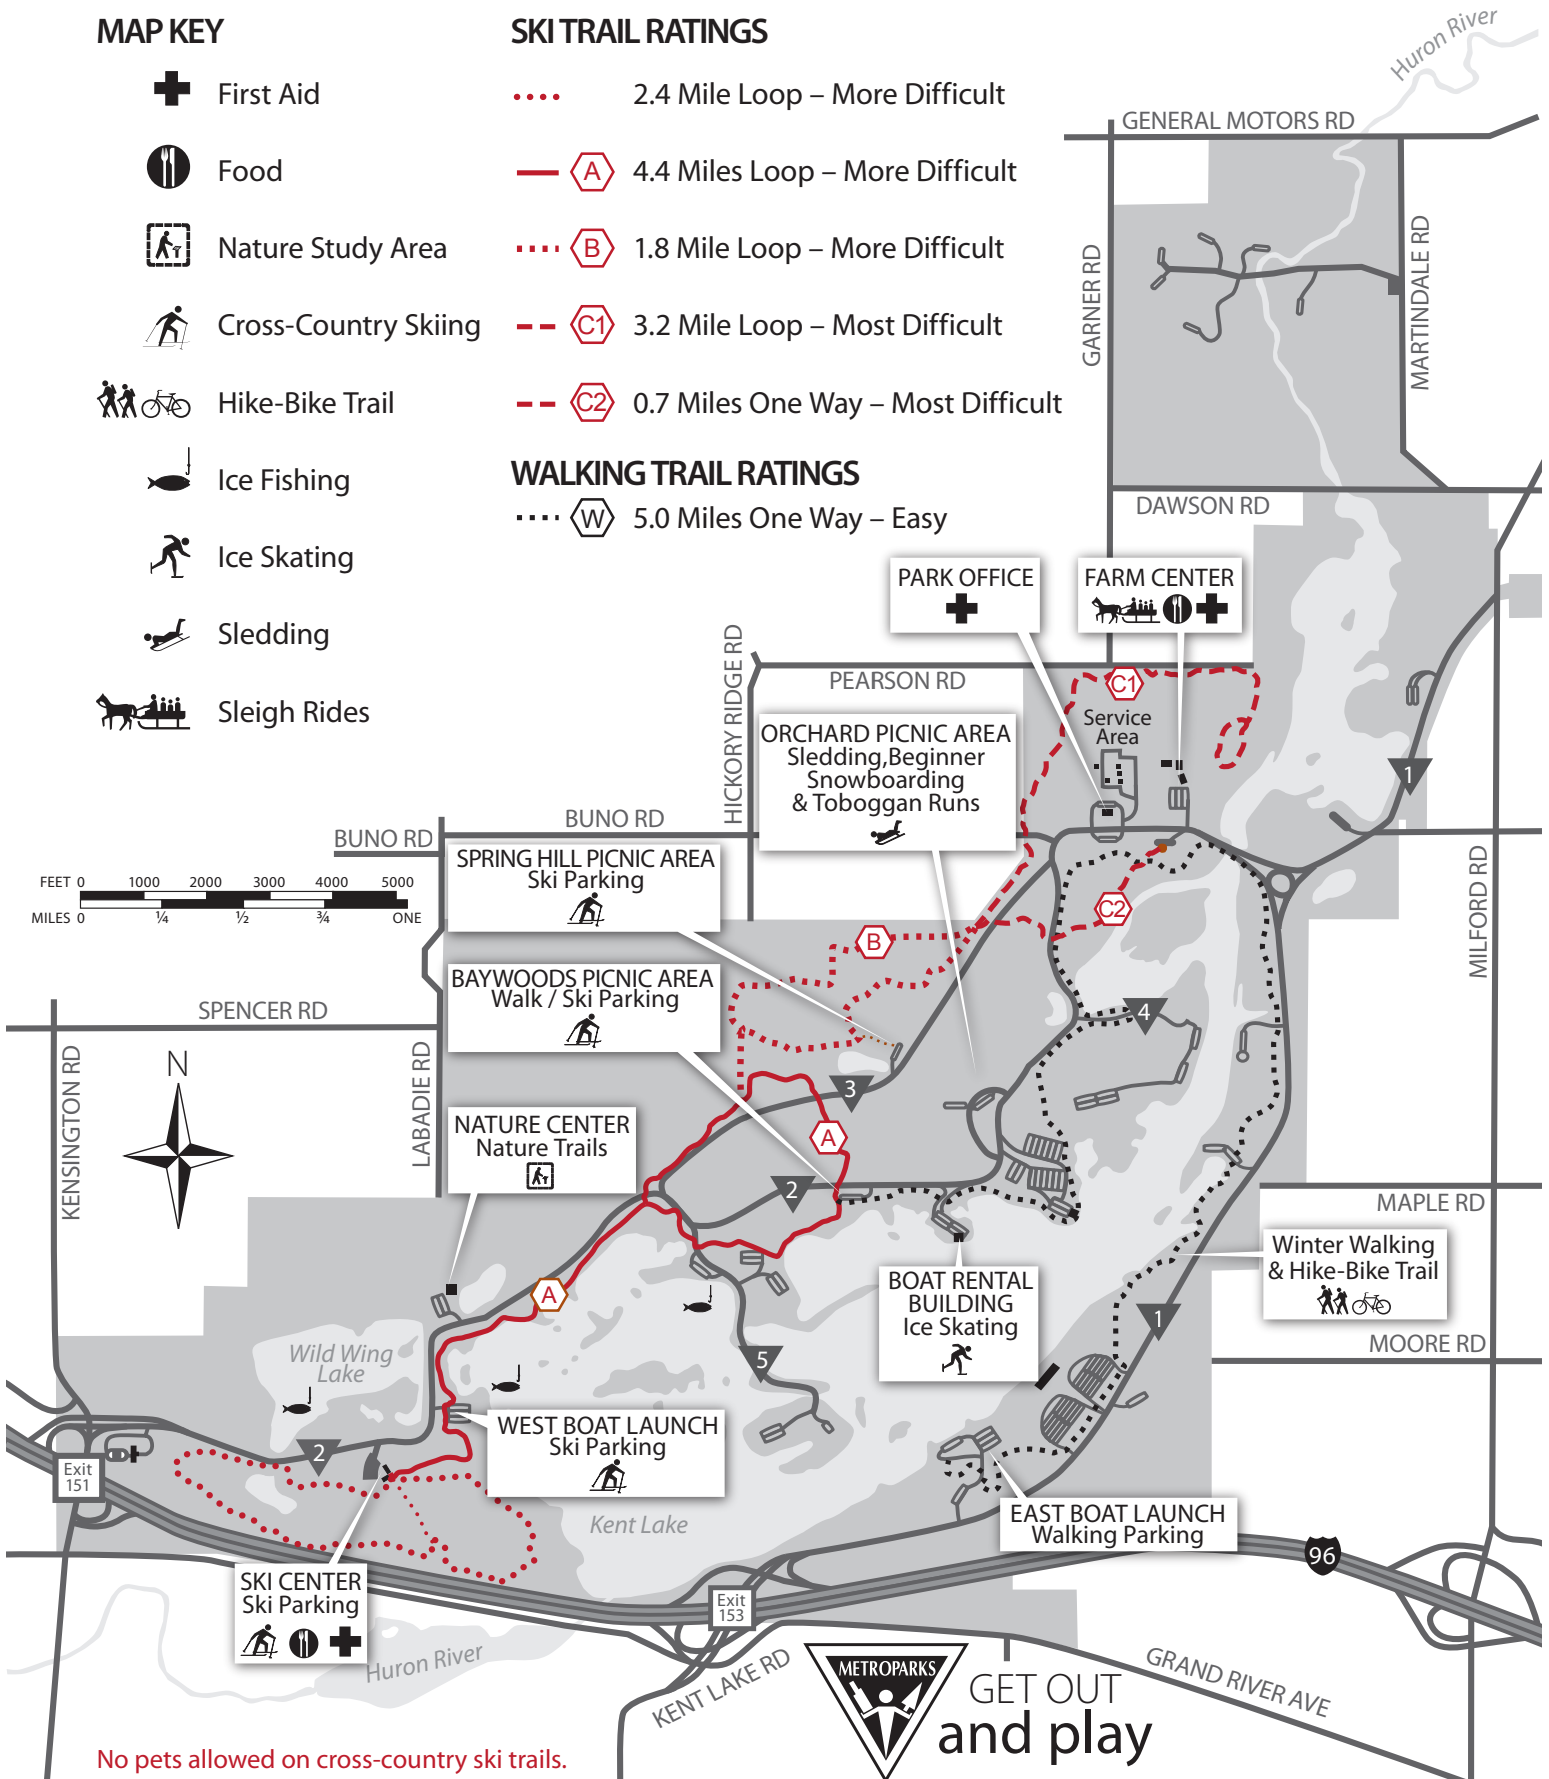 MAP KEY
First Aid
Food
Nature Study Area
Cross-Country Skiing
Hike-Bike Trail
Ice Fishing
Ice Skating
Sledding
Sleigh Rides
SKI TRAIL RATINGS
2.4 Mile Loop – More Difficult
A 4.4 Miles Loop – More Difficult
B 1.8 Mile Loop – More Difficult
C1 3.2 Mile Loop – Most Difficult
C2 0.7 Miles One Way – Most Difficult
WALKING TRAIL RATINGS
W 5.0 Miles One Way – Easy
Huron River
GENERAL MOTORS RD
GARNER RD
MARTINDALE RD
DAWSON RD
PARK OFFICE
FARM CENTER
HICKORY RIDGE RD
PEARSON RD
C1
Service
Area
ORCHARD PICNIC AREA
Sledding,Beginner
Snowboarding
& Toboggan Runs
1
BUNO RD
BUNO RD
SPRING HILL PICNIC AREA
Ski Parking
FEET 0 1000 2000 3000 4000 5000
MILES 0 ¼ ½ ¾ ONE
MILFORD RD
C2
B
BAYWOODS PICNIC AREA
Walk / Ski Parking
SPENCER RD
4
KENSINGTON RD
N
LABADIE RD
3
NATURE CENTER
Nature Trails
A
2
MAPLE RD
Winter Walking
& Hike-Bike Trail
A
BOAT RENTAL
BUILDING
Ice Skating
1
MOORE RD
Wild Wing
Lake
5
WEST BOAT LAUNCH
Ski Parking
2
Exit
151
Kent Lake
EAST BOAT LAUNCH
Walking Parking
96
SKI CENTER
Ski Parking
Exit
153
Huron River
KENT LAKE RD
METROPARKS
GET OUT
and play
GRAND RIVER AVE
No pets allowed on cross-country ski trails.